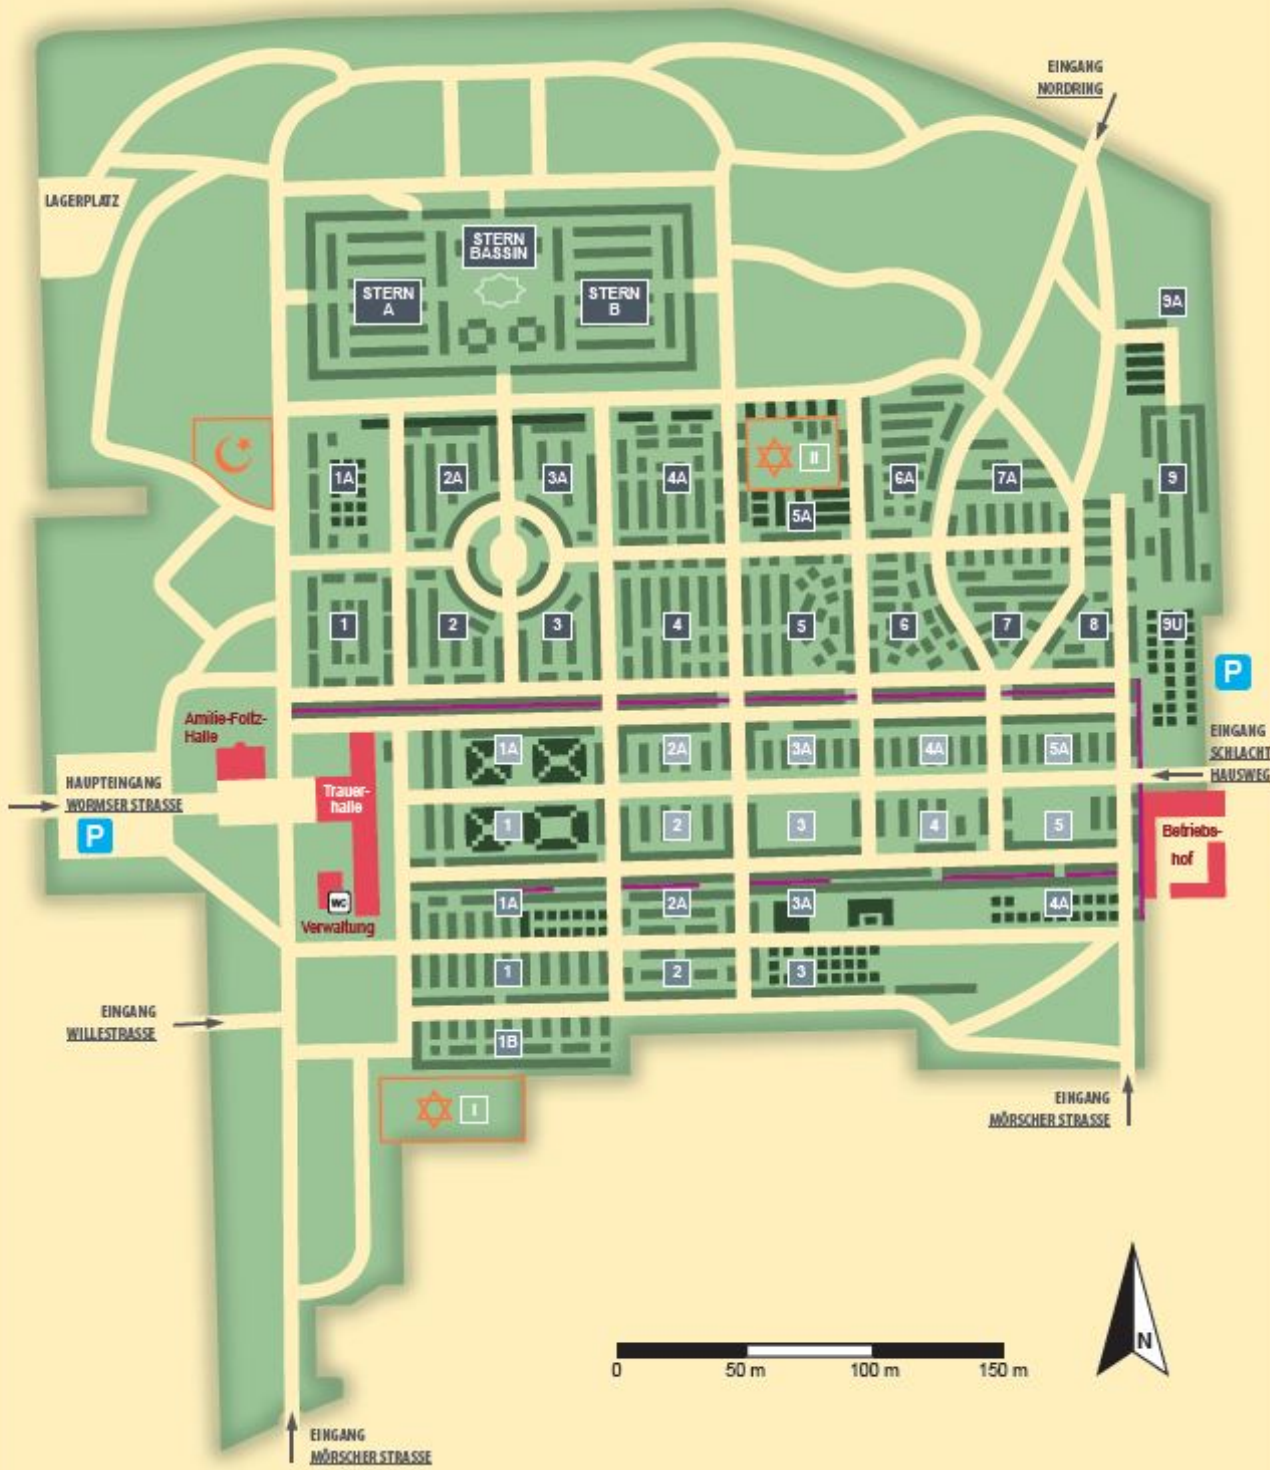 EINGANG
NORDRING
LAGERPLATZ
STERN
BASSIN
STERN
A
STERN
B
9A
1A
2A
3A
4A
II
5A
6A
7A
9
1
2
3
4
5
6
7
8
9U
P
Amilie-Foltz-
Halle
EINGANG
SCHLACHT
HAUSWEG
1A
2A
3A
4A
5A
HAUPTEINGANG
WORMSER STRASSE
P
Trauer-
halle
1
2
3
4
5
Betriebs-
hof
WC
Verwaltung
1A
2A
3A
4A
1
2
3
EINGANG
WILLESTRASSE
1B
I
EINGANG
MÖRSCHER STRASSE
N
0 50 m 100 m 150 m
EINGANG
MÖRSCHER STRASSE